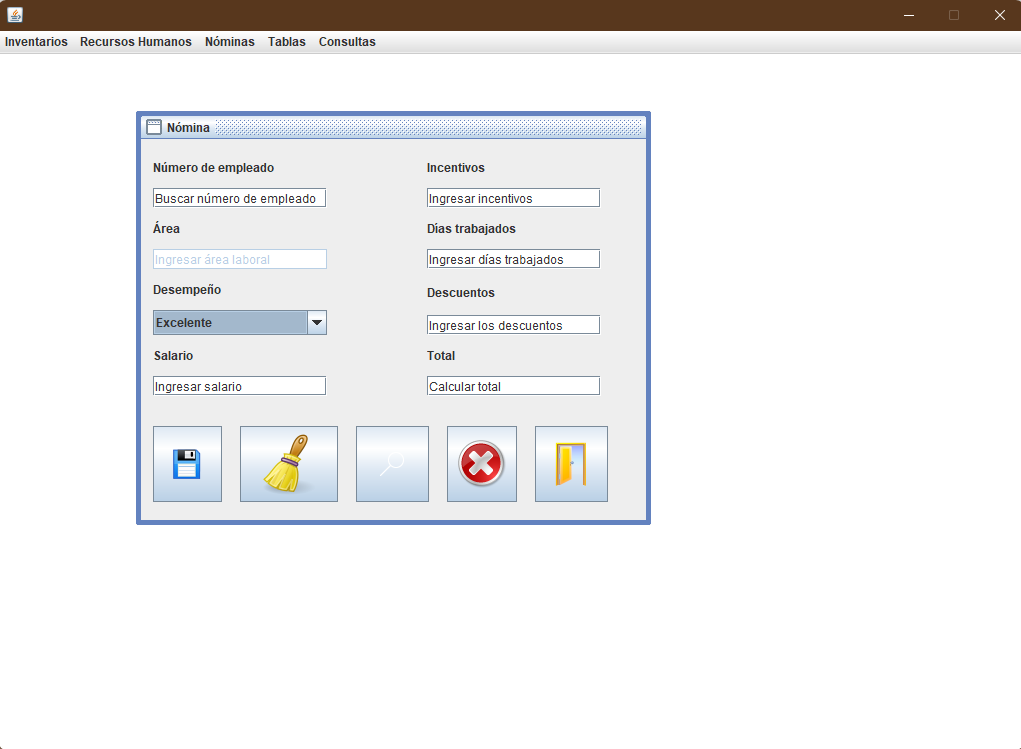 Inventarios Recursos Humanos Nóminas Tablas Consultas
Nómina
Número de empleado
Buscar número de empleado
Área
Ingresar área laboral
Desempeño
Excelente
Salario
Ingresar salario
Incentivos
Ingresar incentivos
Días trabajados
Ingresar días trabajados
Descuentos
Ingresar los descuentos
Total
Calcular total